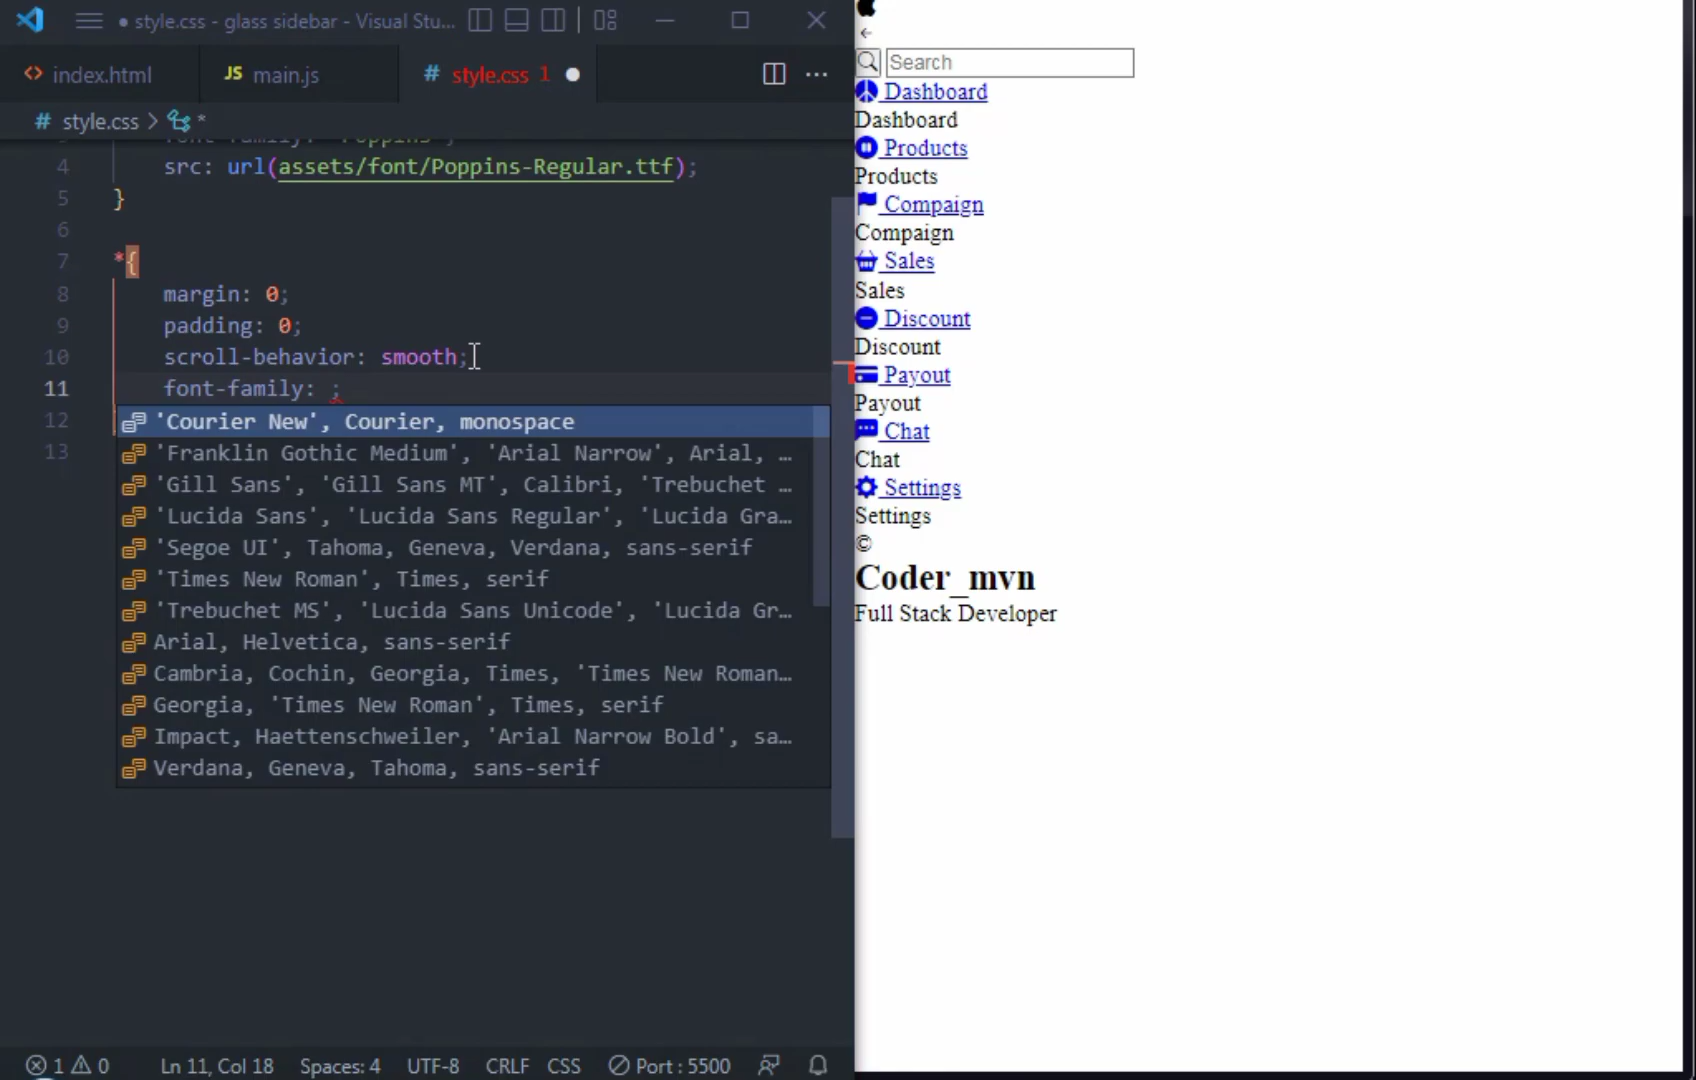 style.css - glass sidebar - Visual Stu...
index.html
JS main.js
# style.css 1
# style.css > *
4 src: url(assets/font/Poppins-Regular.ttf);
5 }
6
7 *{
8 margin: 0;
9 padding: 0;
10 scroll-behavior: smooth;
11 font-family: ;
12
13
'Courier New', Courier, monospace
'Franklin Gothic Medium', 'Arial Narrow', Arial, …
'Gill Sans', 'Gill Sans MT', Calibri, 'Trebuchet …
'Lucida Sans', 'Lucida Sans Regular', 'Lucida Gra…
'Segoe UI', Tahoma, Geneva, Verdana, sans-serif
'Times New Roman', Times, serif
'Trebuchet MS', 'Lucida Sans Unicode', 'Lucida Gr…
Arial, Helvetica, sans-serif
Cambria, Cochin, Georgia, Times, 'Times New Roman…
Georgia, 'Times New Roman', Times, serif
Impact, Haettenschweiler, 'Arial Narrow Bold', sa…
Verdana, Geneva, Tahoma, sans-serif
1 0 Ln 11, Col 18 Spaces: 4 UTF-8 CRLF CSS Port : 5500
←
Search
Dashboard
Dashboard
Products
Products
Compaign
Compaign
Sales
Sales
Discount
Discount
Payout
Payout
Chat
Chat
Settings
Settings
©
Coder_mvn
Full Stack Developer